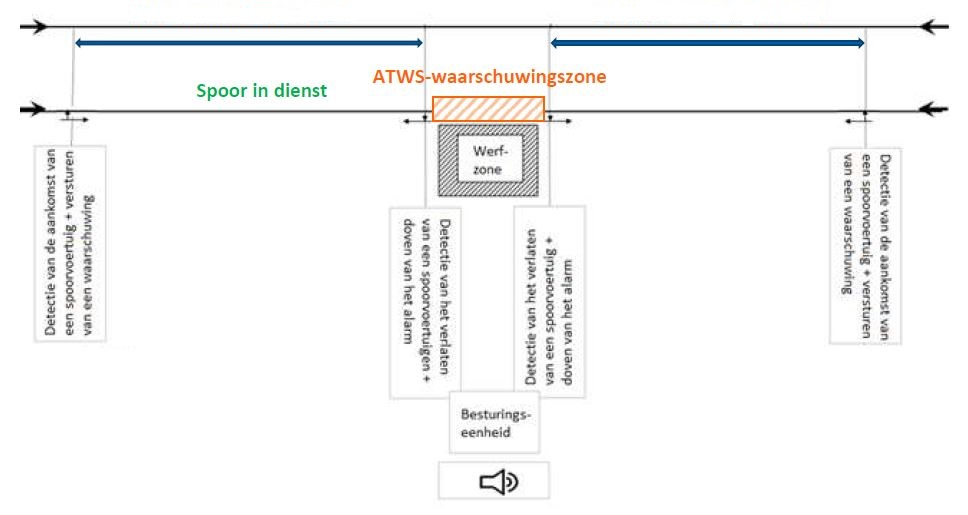 ATWS-waarschuwingszone
Spoor in dienst
Werf-
zone
Detectie van de aankomst van
een spoorvoertuig + versturen
van een waarschuwing
Detectie van het verlaten
van een spoorvoertuigen +
doven van het alarm
Detectie van het verlaten
van een spoorvoertuig +
doven van het alarm
Detectie van de aankomst van
een spoorvoertuig + versturen
van een waarschuwing
Besturings-
eenheid